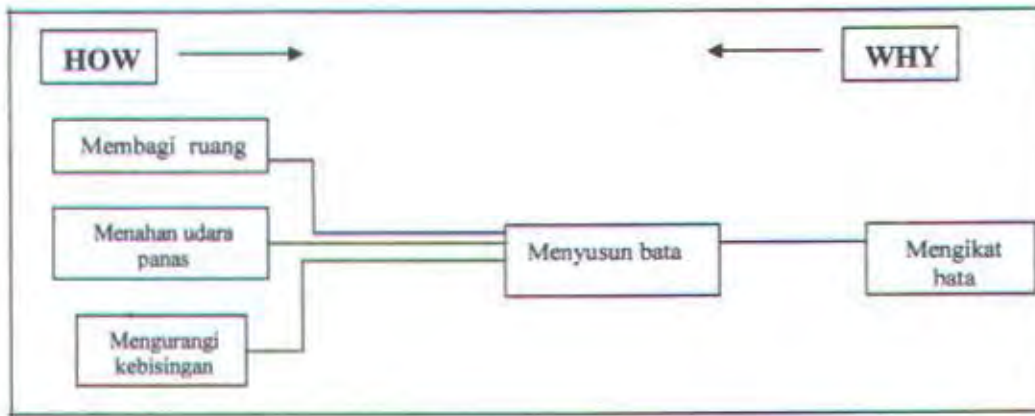 HOW
WHY
Membagi ruang
Menahan udara
panas
Menyusun bata
Mengikat
bata
Mengurangi
kebisingan